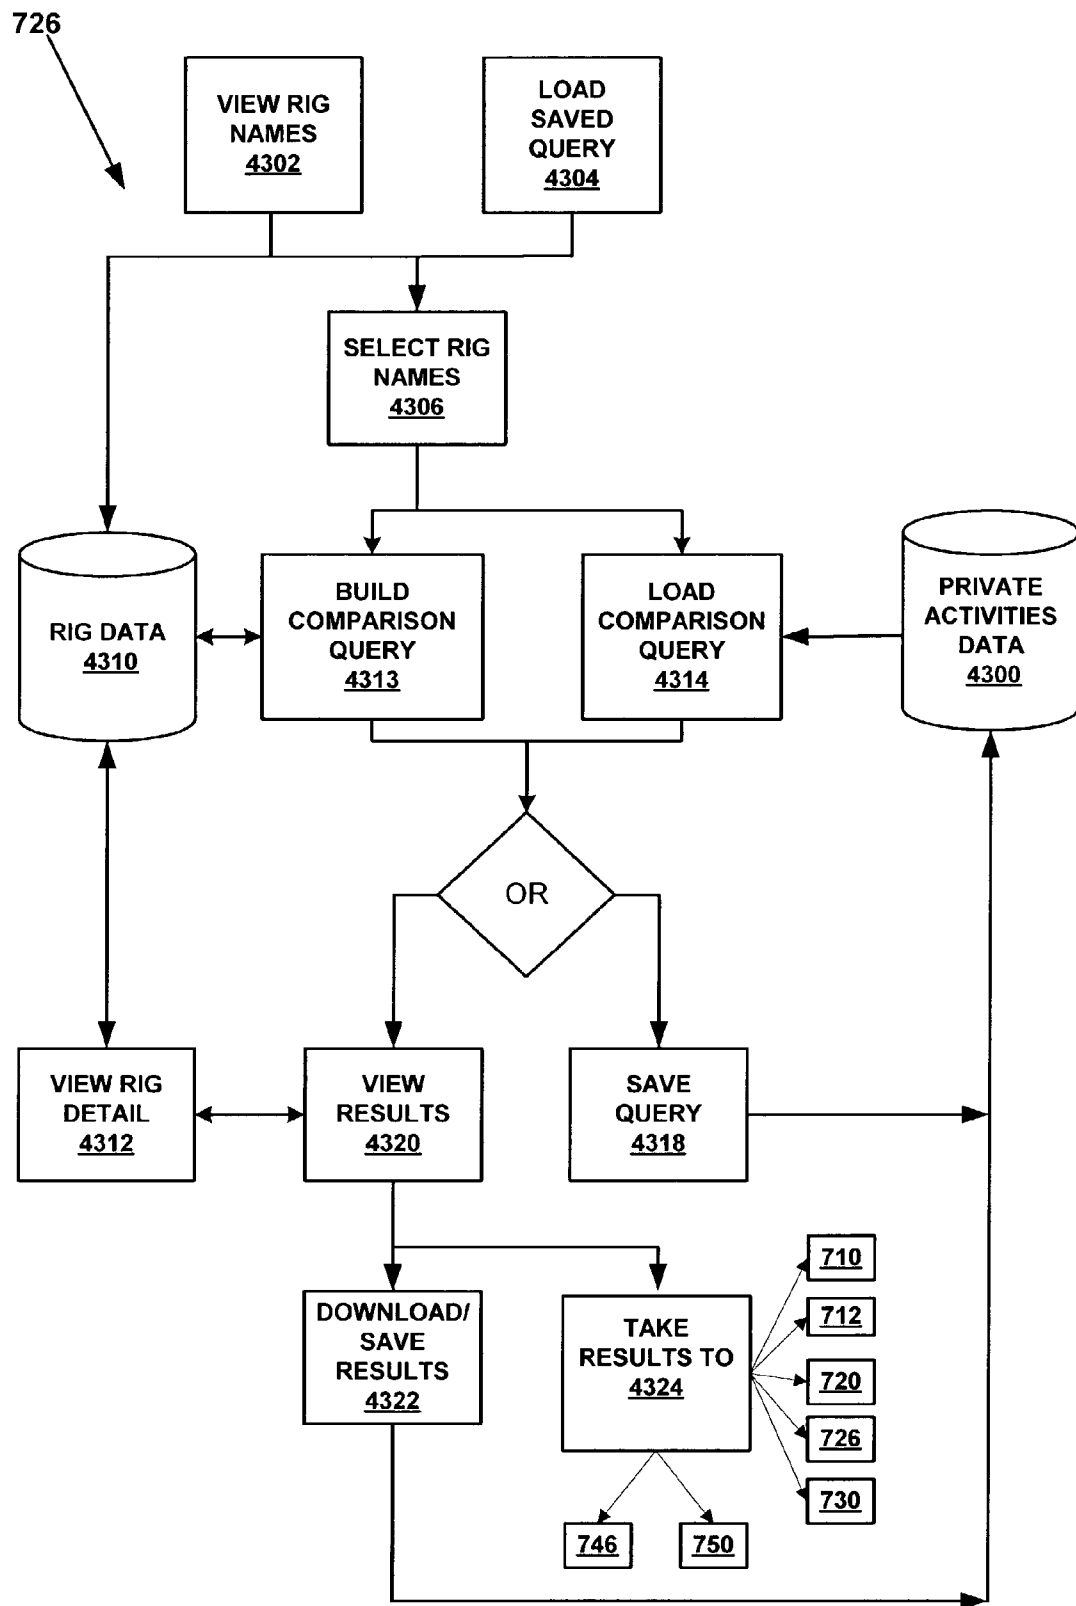 726
VIEW RIG
NAMES
4302
LOAD
SAVED
QUERY
4304
SELECT RIG
NAMES
4306
RIG DATA
4310
BUILD
COMPARISON
QUERY
4313
LOAD
COMPARISON
QUERY
4314
PRIVATE
ACTIVITIES
DATA
4300
OR
VIEW RIG
DETAIL
4312
VIEW
RESULTS
4320
SAVE
QUERY
4318
DOWNLOAD/
SAVE
RESULTS
4322
TAKE
RESULTS TO
4324
710
712
720
726
730
746
750